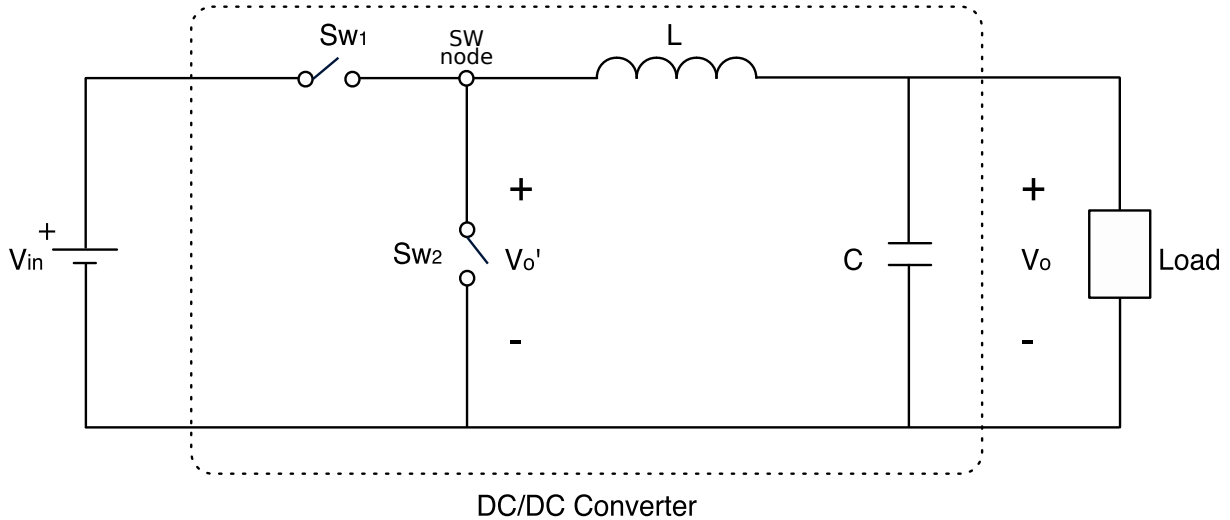 Sw1
SW
node
L
+
Vin
Sw2
+
Vo'
-
C
+
Vo
-
Load
DC/DC Converter